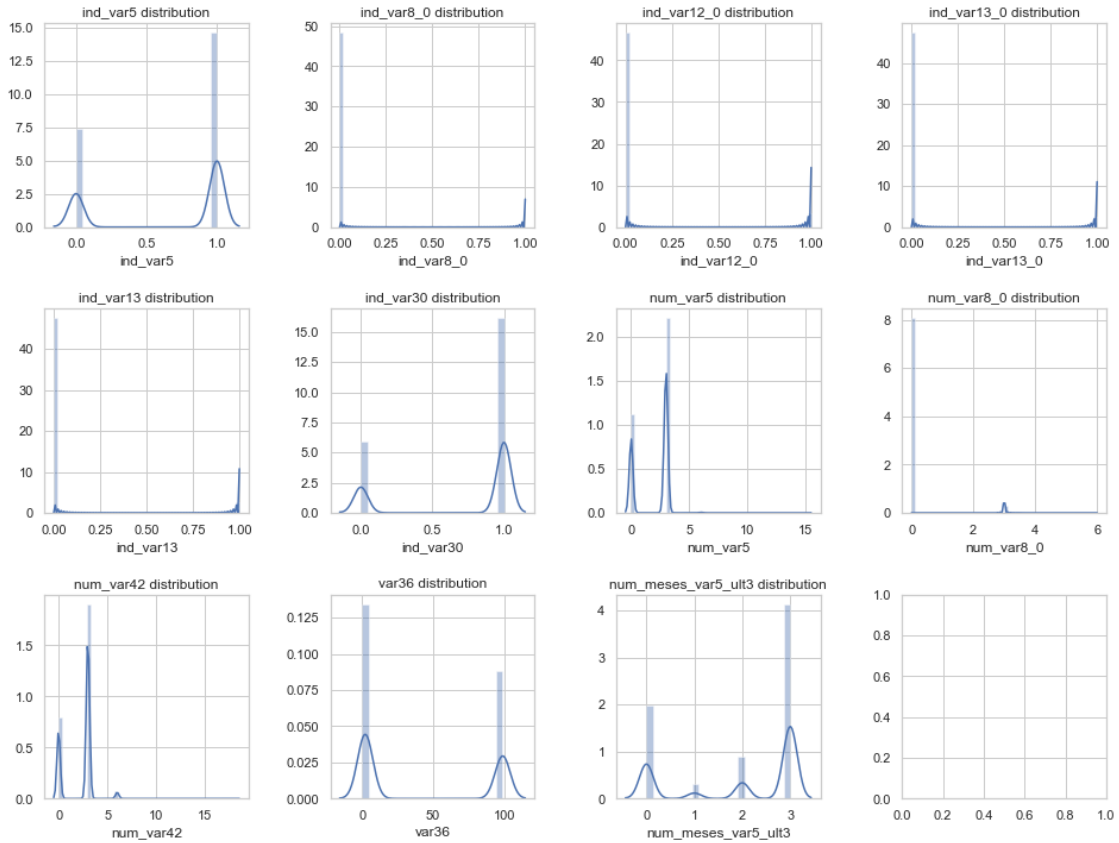 ind_var5 distribution
15.0
12.5
10.0
7.5
5.0
2.5
0.0
0.0 0.5 1.0
ind_var5
ind_var8_0 distribution
50
40
30
20
10
0
0.00 0.25 0.50 0.75 1.00
ind_var8_0
ind_var12_0 distribution
40
30
20
10
0
0.00 0.25 0.50 0.75 1.00
ind_var12_0
ind_var13_0 distribution
40
30
20
10
0
0.00 0.25 0.50 0.75 1.00
ind_var13_0
ind_var13 distribution
40
30
20
10
0
0.00 0.25 0.50 0.75 1.00
ind_var13
ind_var30 distribution
15.0
12.5
10.0
7.5
5.0
2.5
0.0
0.0 0.5 1.0
ind_var30
num_var5 distribution
2.0
1.5
1.0
0.5
0.0
0 5 10 15
num_var5
num_var8_0 distribution
8
6
4
2
0
0 2 4 6
num_var8_0
num_var42 distribution
1.5
1.0
0.5
0.0
0 5 10 15
num_var42
var36 distribution
0.125
0.100
0.075
0.050
0.025
0.000
0 50 100
var36
num_meses_var5_ult3 distribution
4
3
2
1
0
0 1 2 3
num_meses_var5_ult3
1.0
0.8
0.6
0.4
0.2
0.0
0.0 0.2 0.4 0.6 0.8 1.0